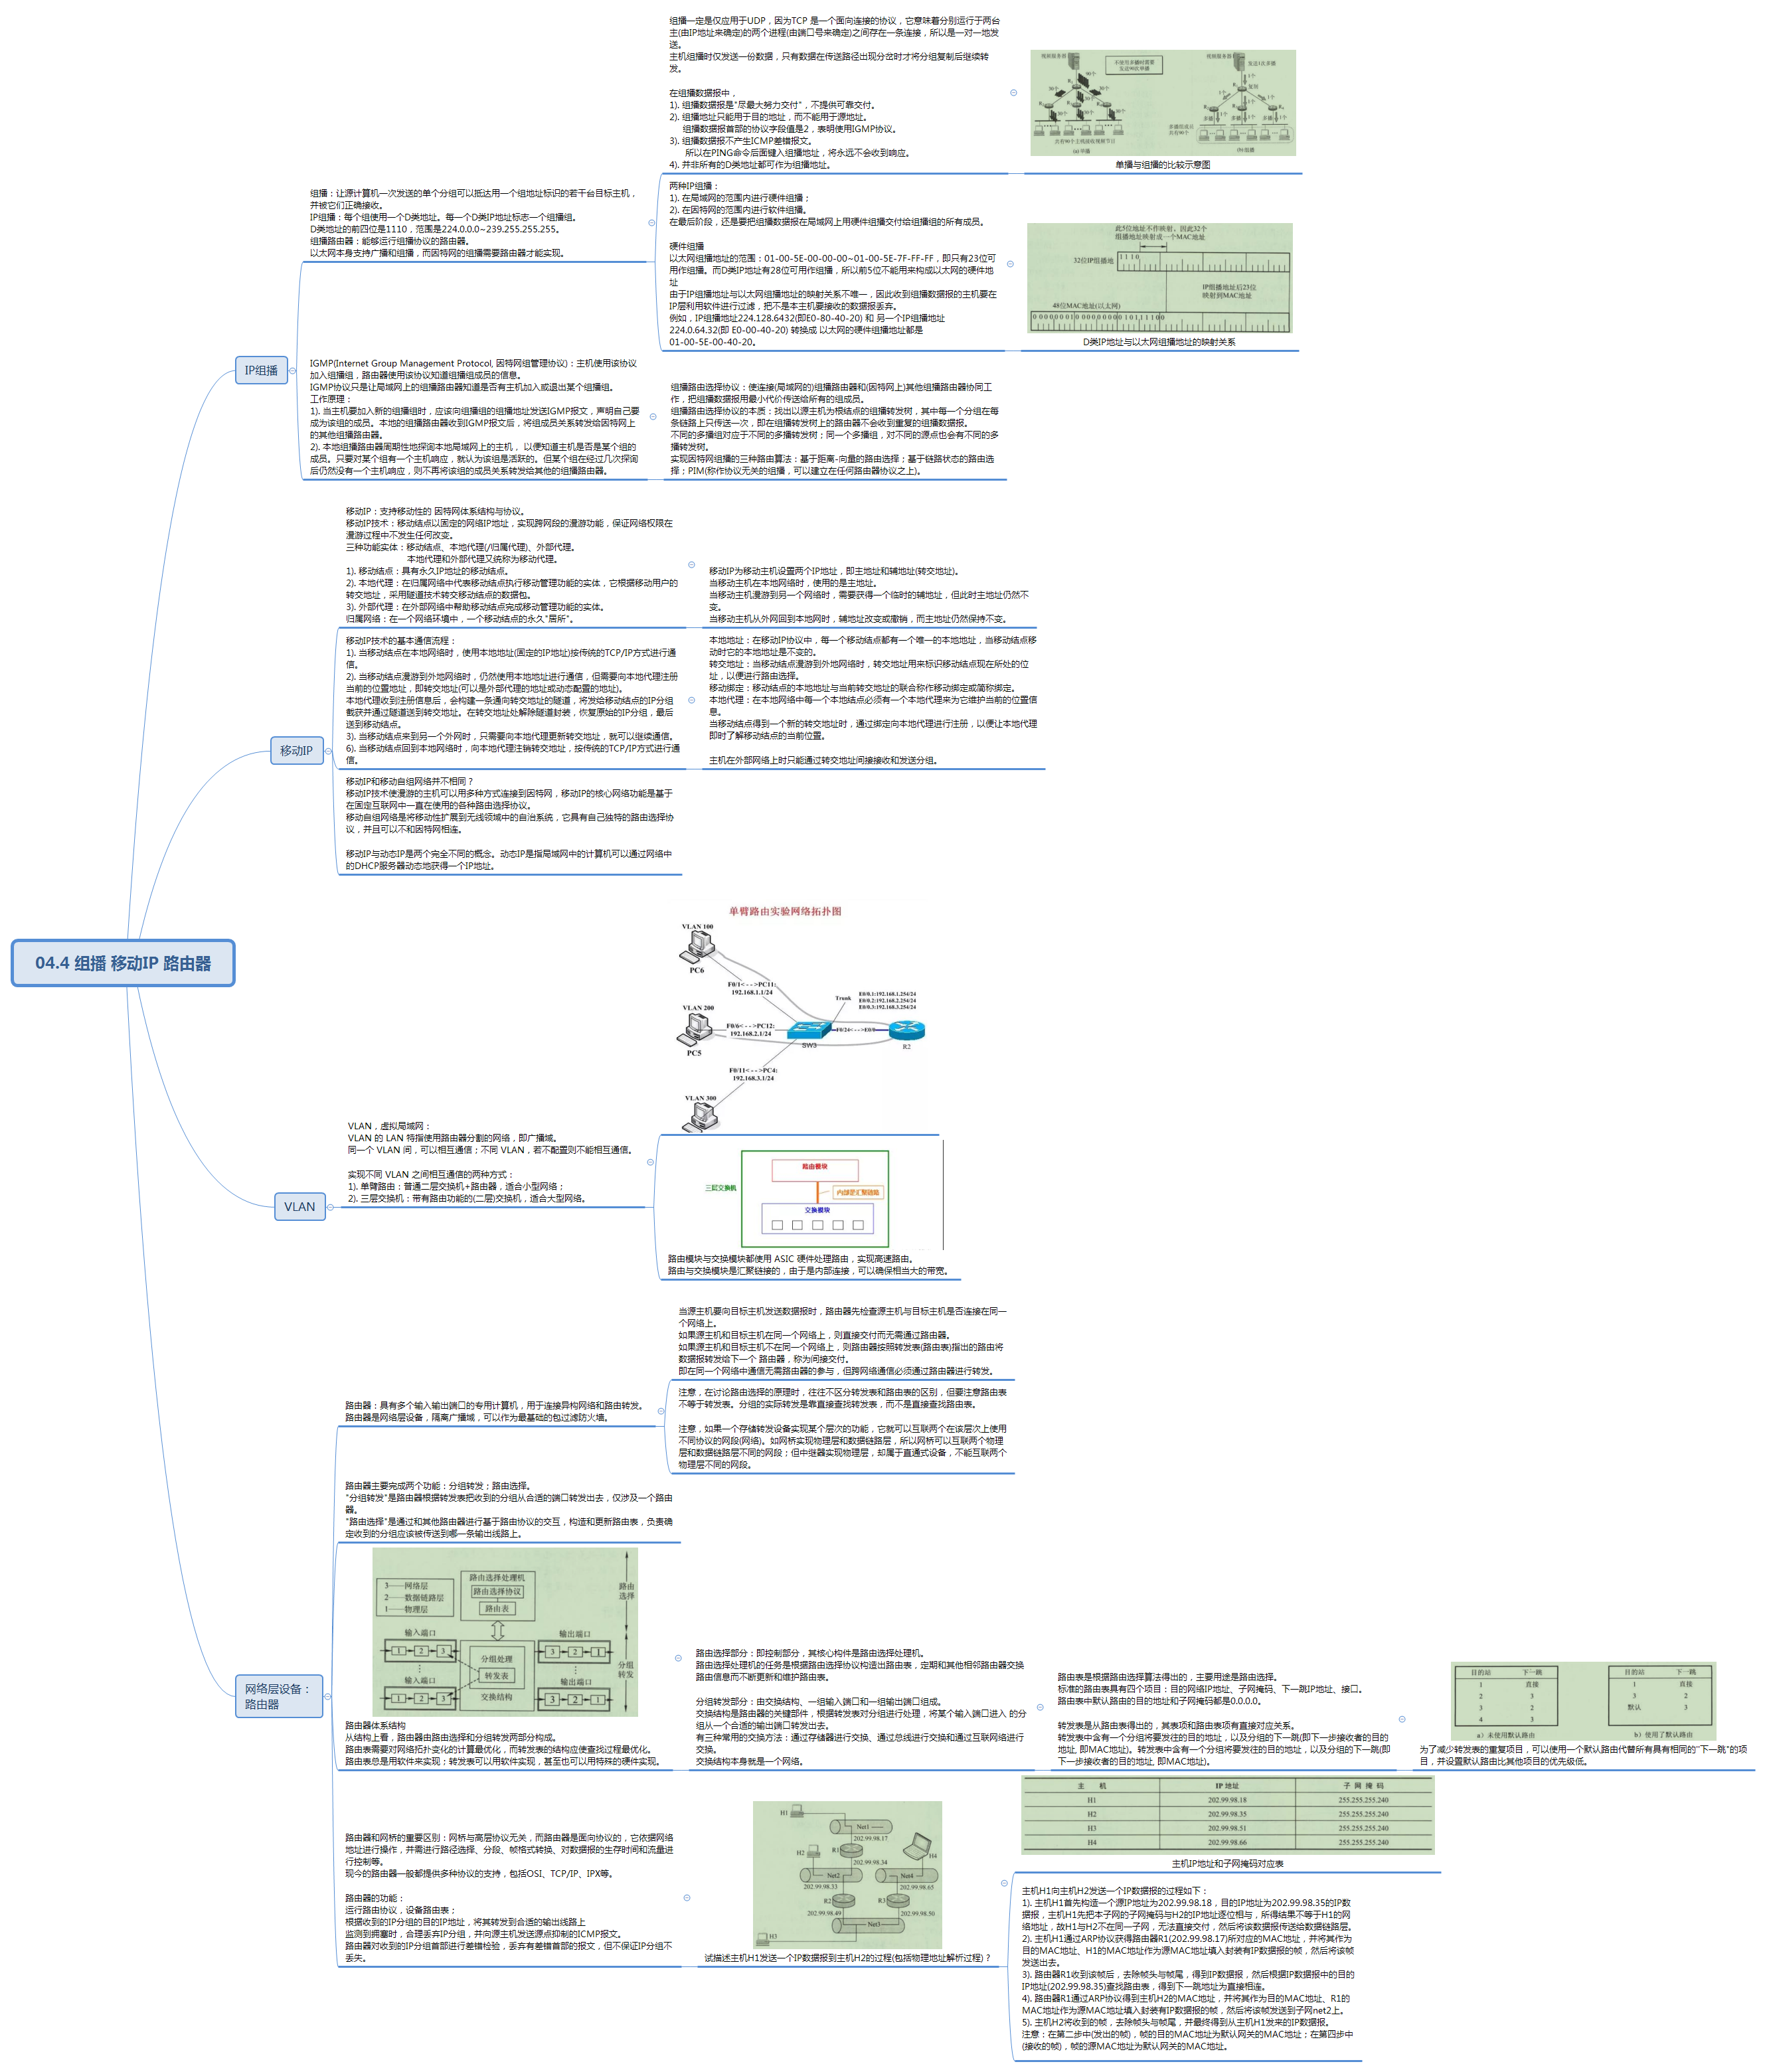 04.4 组播 移动IP 路由器
IP组播
组播：让源计算机一次发送的单个分组可以抵达用一个组地址标识的若干台目标主机，
并被它们正确接收。
IP组播：每个组使用一个D类地址。每一个D类IP地址标志一个组播组。
D类地址的前四位是1110，范围是224.0.0.0~239.255.255.255。
组播路由器：能够运行组播协议的路由器。
以太网本身支持广播和组播，而因特网的组播需要路由器才能实现。
组播一定是仅应用于UDP，因为TCP 是一个面向连接的协议，它意味着分别运行于两台
主(由IP地址来确定)的两个进程(由端口号来确定)之间存在一条连接，所以是一对一地发
送。
主机组播时仅发送一份数据，只有数据在传送路径出现分岔时才将分组复制后继续转
发。
在组播数据报中，
1). 组播数据报是"尽最大努力交付"，不提供可靠交付。
2). 组播地址只能用于目的地址，而不能用于源地址。
组播数据报首部的协议字段值是2，表明使用IGMP协议。
3). 组播数据报不产生ICMP差错报文。
所以在PING命令后面键入组播地址，将永远不会收到响应。
4). 并非所有的D类地址都可作为组播地址。
视频服务器
不使用多播时需要
发送90次单播
90个
R1
30个
30个
30个
共有90个主机接收视频节目
(a) 单播
视频服务器
发送1次多播
1个
复制
1个
1个
1个
多播
多播
多播
多播组成员
共有90个
(b) 组播
单播与组播的比较示意图
两种IP组播：
1). 在局域网的范围内进行硬件组播；
2). 在因特网的范围内进行软件组播。
在最后阶段，还是要把组播数据报在局域网上用硬件组播交付给组播组的所有成员。
硬件组播
以太网组播地址的范围：01-00-5E-00-00-00~01-00-5E-7F-FF-FF，即只有23位可
用作组播。而D类IP地址有28位可用作组播，所以前5位不能用来构成以太网的硬件地
址
由于IP组播地址与以太网组播地址的映射关系不唯一，因此收到组播数据报的主机要在
IP层利用软件进行过滤，把不是本主机要接收的数据报丢弃。
例如，IP组播地址224.128.6432(即E0-80-40-20) 和 另一个IP组播地址
224.0.64.32(即 E0-00-40-20) 转换成 以太网的硬件组播地址都是
01-00-5E-00-40-20。
此5位地址不作映射，因此32个
组播地址映射成一个MAC地址
32位IP组播地
1 1 1 0
IP组播地址后23位
映射到MAC地址
48位MAC地址(以太网)
D类IP地址与以太网组播地址的映射关系
IGMP(Internet Group Management Protocol, 因特网组管理协议)：主机使用该协议
加入组播组，路由器使用该协议知道组播组成员的信息。
IGMP协议只是让局域网上的组播路由器知道是否有主机加入或退出某个组播组。
工作原理：
1). 当主机要加入新的组播组时，应该向组播组的组播地址发送IGMP报文，声明自己要
成为该组的成员。本地的组播路由器收到IGMP报文后，将组成员关系转发给因特网上
的其他组播路由器。
2). 本地组播路由器周期性地探询本地局域网上的主机， 以便知道主机是否是某个组的
成员。只要对某个组有一个主机响应，就认为该组是活跃的。但某个组在经过几次探询
后仍然没有一个主机响应，则不再将该组的成员关系转发给其他的组播路由器。
组播路由选择协议：使连接(局域网的)组播路由器和(因特网上)其他组播路由器协同工
作，把组播数据报用最小代价传送给所有的组成员。
组播路由选择协议的本质：找出以源主机为根结点的组播转发树，其中每一个分组在每
条链路上只传送一次，即在组播转发树上的路由器不会收到重复的组播数据报。
不同的多播组对应于不同的多播转发树；同一个多播组，对不同的源点也会有不同的多
播转发树。
实现因特网组播的三种路由算法：基于距离-向量的路由选择；基于链路状态的路由选
择；PIM(称作协议无关的组播，可以建立在任何路由器协议之上)。
移动IP
移动IP：支持移动性的 因特网体系结构与协议。
移动IP技术：移动结点以固定的网络IP地址，实现跨网段的漫游功能，保证网络权限在
漫游过程中不发生任何改变。
三种功能实体：移动结点、本地代理(/归属代理)、外部代理。
本地代理和外部代理又统称为移动代理。
1). 移动结点：具有永久IP地址的移动结点。
2). 本地代理：在归属网络中代表移动结点执行移动管理功能的实体，它根据移动用户的
转交地址，采用隧道技术转交移动结点的数据包。
3). 外部代理：在外部网络中帮助移动结点完成移动管理功能的实体。
归属网络：在一个网络环境中，一个移动结点的永久"居所"。
移动IP为移动主机设置两个IP地址，即主地址和辅地址(转交地址)。
当移动主机在本地网络时，使用的是主地址。
当移动主机漫游到另一个网络时，需要获得一个临时的辅地址，但此时主地址仍然不
变。
当移动主机从外网回到本地网时，辅地址改变或撤销，而主地址仍然保持不变。
移动IP技术的基本通信流程：
1). 当移动结点在本地网络时，使用本地地址(固定的IP地址)按传统的TCP/IP方式进行通
信。
2). 当移动结点漫游到外地网络时，仍然使用本地地址进行通信，但需要向本地代理注册
当前的位置地址，即转交地址(可以是外部代理的地址或动态配置的地址)。
本地代理收到注册信息后，会构建一条通向转交地址的隧道，将发给移动结点的IP分组
截获并通过隧道送到转交地址。在转交地址处解除隧道封装，恢复原始的IP分组，最后
送到移动结点。
3). 当移动结点来到另一个外网时，只需要向本地代理更新转交地址，就可以继续通信。
6). 当移动结点回到本地网络时，向本地代理注销转交地址，按传统的TCP/IP方式进行通
信。
本地地址：在移动IP协议中，每一个移动结点都有一个唯一的本地地址，当移动结点移
动时它的本地地址是不变的。
转交地址：当移动结点漫游到外地网络时，转交地址用来标识移动结点现在所处的位
址，以便进行路由选择。
移动绑定：移动结点的本地地址与当前转交地址的联合称作移动绑定或简称绑定。
本地代理：在本地网络中每一个本地结点必须有一个本地代理来为它维护当前的位置信
息。
当移动结点得到一个新的转交地址时，通过绑定向本地代理进行注册，以便让本地代理
即时了解移动结点的当前位置。
主机在外部网络上时只能通过转交地址间接接收和发送分组。
移动IP和移动自组网络并不相同？
移动IP技术使漫游的主机可以用多种方式连接到因特网，移动IP的核心网络功能是基于
在固定互联网中一直在使用的各种路由选择协议。
移动自组网络是将移动性扩展到无线领域中的自治系统，它具有自己独特的路由选择协
议，并且可以不和因特网相连。
移动IP与动态IP是两个完全不同的概念。动态IP是指局域网中的计算机可以通过网络中
的DHCP服务器动态地获得一个IP地址。
VLAN
VLAN，虚拟局域网：
VLAN 的 LAN 特指使用路由器分割的网络，即广播域。
同一个 VLAN 间，可以相互通信；不同 VLAN，若不配置则不能相互通信。
实现不同 VLAN 之间相互通信的两种方式：
1). 单臂路由：普通二层交换机+路由器，适合小型网络；
2). 三层交换机：带有路由功能的(二层)交换机，适合大型网络。
单臂路由实验网络拓扑图
VLAN 100
PC6
F0/1< - - >PC11:
192.168.1.1/24
Trunk
E0/0.1:192.168.1.254/24
E0/0.2:192.168.2.254/24
E0/0.3:192.168.3.254/24
VLAN 200
PC5
F0/6< - - >PC12:
192.168.2.1/24
SW3
F0/24< - - >E0/0
R2
F0/11< - - >PC4:
192.168.3.1/24
VLAN 300
三层交换机
路由模块
内部是汇聚链路
交换模块
路由模块与交换模块都使用 ASIC 硬件处理路由，实现高速路由。
路由与交换模块是汇聚链接的，由于是内部连接，可以确保相当大的带宽。
网络层设备：
路由器
路由器：具有多个输入输出端口的专用计算机，用于连接异构网络和路由转发。
路由器是网络层设备，隔离广播域，可以作为最基础的包过滤防火墙。
当源主机要向目标主机发送数据报时，路由器先检查源主机与目标主机是否连接在同一
个网络上。
如果源主机和目标主机在同一个网络上，则直接交付而无需通过路由器。
如果源主机和目标主机不在同一个网络上，则路由器按照转发表(路由表)指出的路由将
数据报转发给下一个 路由器，称为间接交付。
即在同一个网络中通信无需路由器的参与，但跨网络通信必须通过路由器进行转发。
注意，在讨论路由选择的原理时，往往不区分转发表和路由表的区别，但要注意路由表
不等于转发表。分组的实际转发是靠直接查找转发表，而不是直接查找路由表。
注意，如果一个存储转发设备实现某个层次的功能，它就可以互联两个在该层次上使用
不同协议的网段(网络)。如网桥实现物理层和数据链路层，所以网桥可以互联两个物理
层和数据链路层不同的网段；但中继器实现物理层，却属于直通式设备，不能互联两个
物理层不同的网段。
路由器主要完成两个功能：分组转发；路由选择。
"分组转发"是路由器根据转发表把收到的分组从合适的端口转发出去，仅涉及一个路由
器。
"路由选择"是通过和其他路由器进行基于路由协议的交互，构造和更新路由表，负责确
定收到的分组应该被传送到哪一条输出线路上。
3——网络层
2——数据链路层
1——物理层
路由选择处理机
路由选择协议
路由表
路由
选择
输入端口
1 2 3
输入端口
1 2 3
分组处理
转发表
交换结构
输出端口
3 2 1
输出端口
3 2 1
分组
转发
路由器体系结构
从结构上看，路由器由路由选择和分组转发两部分构成。
路由表需要对网络拓扑变化的计算最优化，而转发表的结构应使查找过程最优化。
路由表总是用软件来实现；转发表可以用软件实现，甚至也可以用特殊的硬件实现。
路由选择部分：即控制部分，其核心构件是路由选择处理机。
路由选择处理机的任务是根据路由选择协议构造出路由表，定期和其他相邻路由器交换
路由信息而不断更新和维护路由表。
分组转发部分：由交换结构、一组输入端口和一组输出端口组成。
交换结构是路由器的关键部件，根据转发表对分组进行处理，将某个输入端口进入 的分
组从一个合适的输出端口转发出去。
有三种常用的交换方法：通过存储器进行交换、通过总线进行交换和通过互联网络进行
交换。
交换结构本身就是一个网络。
路由表是根据路由选择算法得出的，主要用途是路由选择。
标准的路由表具有四个项目：目的网络IP地址、子网掩码、下一跳IP地址、接口。
路由表中默认路由的目的地址和子网掩码都是0.0.0.0。
转发表是从路由表得出的，其表项和路由表项有直接对应关系。
转发表中含有一个分组将要发往的目的地址，以及分组的下一跳(即下一步接收者的目的
地址, 即MAC地址)。转发表中含有一个分组将要发往的目的地址，以及分组的下一跳(即
下一步接收者的目的地址, 即MAC地址)。
目的站 下一跳
1 直接
2 3
3 2
4 3
a）未使用默认路由
目的站 下一跳
1 直接
3 2
默认 3
b）使用了默认路由
为了减少转发表的重复项目，可以使用一个默认路由代替所有具有相同的"下一跳"的项
目，并设置默认路由比其他项目的优先级低。
路由器和网桥的重要区别：网桥与高层协议无关，而路由器是面向协议的，它依据网络
地址进行操作，并需进行路径选择、分段、帧格式转换、对数据报的生存时间和流量进
行控制等。
现今的路由器一般都提供多种协议的支持，包括OSI、TCP/IP、IPX等。
路由器的功能：
运行路由协议，设备路由表；
根据收到的IP分组的目的IP地址，将其转发到合适的输出线路上
监测到拥塞时，合理丢弃IP分组，并向源主机发送源点抑制的ICMP报文。
路由器对收到的IP分组首部进行差错检验，丢弃有差错首部的报文，但不保证IP分组不
丢失。
H1
Net1
202.99.98.17
R1
H2
202.99.98.34
H4
Net2
Net4
202.99.98.33
202.99.98.65
R2
R3
202.99.98.49
202.99.98.50
Net3
H3
试描述主机H1发送一个IP数据报到主机H2的过程(包括物理地址解析过程)？
主 机 IP 地址 子 网 掩 码
H1 202.99.98.18 255.255.255.240
H2 202.99.98.35 255.255.255.240
H3 202.99.98.51 255.255.255.240
H4 202.99.98.66 255.255.255.240
主机IP地址和子网掩码对应表
主机H1向主机H2发送一个IP数据报的过程如下：
1). 主机H1首先构造一个源IP地址为202.99.98.18，目的IP地址为202.99.98.35的IP数
据报，主机H1先把本子网的子网掩码与H2的IP地址逐位相与，所得结果不等于H1的网
络地址，故H1与H2不在同一子网，无法直接交付，然后将该数据报传送给数据链路层。
2). 主机H1通过ARP协议获得路由器R1(202.99.98.17)所对应的MAC地址，并将其作为
目的MAC地址、H1的MAC地址作为源MAC地址填入封装有IP数据报的帧，然后将该帧
发送出去。
3). 路由器R1收到该帧后，去除帧头与帧尾，得到IP数据报，然后根据IP数据报中的目的
IP地址(202.99.98.35)查找路由表，得到下一跳地址为直接相连。
4). 路由器R1通过ARP协议得到主机H2的MAC地址，并将其作为目的MAC地址、R1的
MAC地址作为源MAC地址填入封装有IP数据报的帧，然后将该帧发送到子网net2上。
5). 主机H2将收到的帧，去除帧头与帧尾，并最终得到从主机H1发来的IP数据报。
注意：在第二步中(发出的帧)，帧的目的MAC地址为默认网关的MAC地址；在第四步中
(接收的帧)，帧的源MAC地址为默认网关的MAC地址。